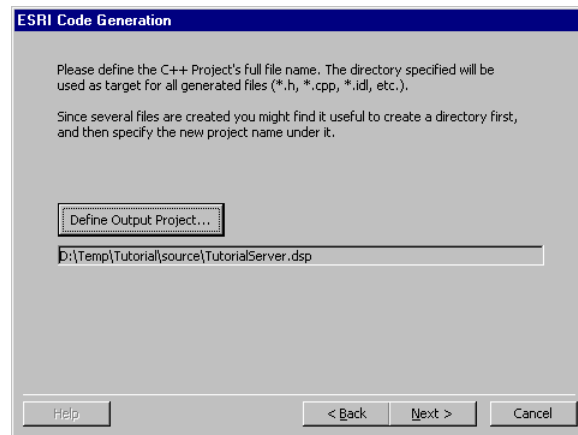 ESRI Code Generation
Please define the C++ Project's full file name. The directory specified will be
used as target for all generated files (*.h, *.cpp, *.idl, etc.).
Since several files are created you might find it useful to create a directory first,
and then specify the new project name under it.
Define Output Project...
D:\Temp\Tutorial\source\TutorialServer.dsp
Help < Back Next > Cancel